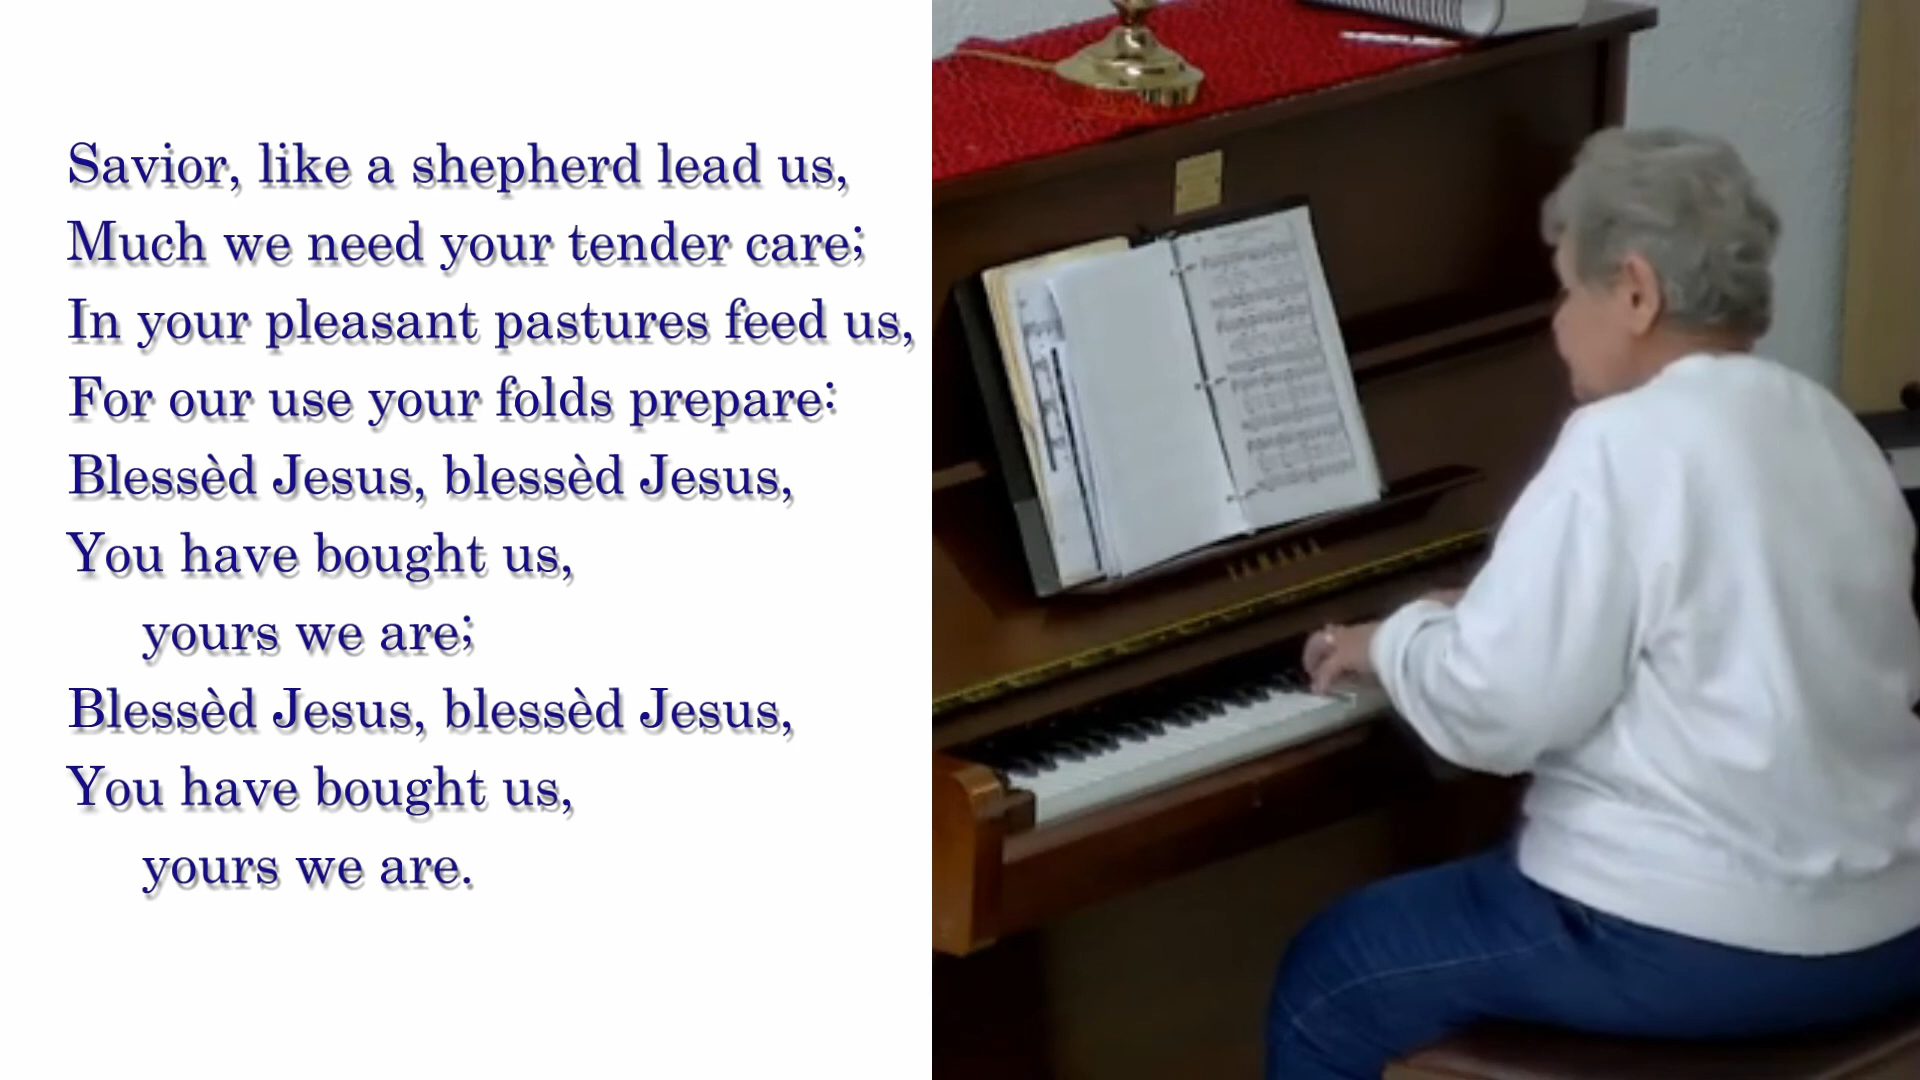 Savior, like a shepherd lead us,
Much we need your tender care;
In your pleasant pastures feed us,
For our use your folds prepare:
Blessèd Jesus, blessèd Jesus,
You have bought us,
yours we are;
Blessèd Jesus, blessèd Jesus,
You have bought us,
yours we are.